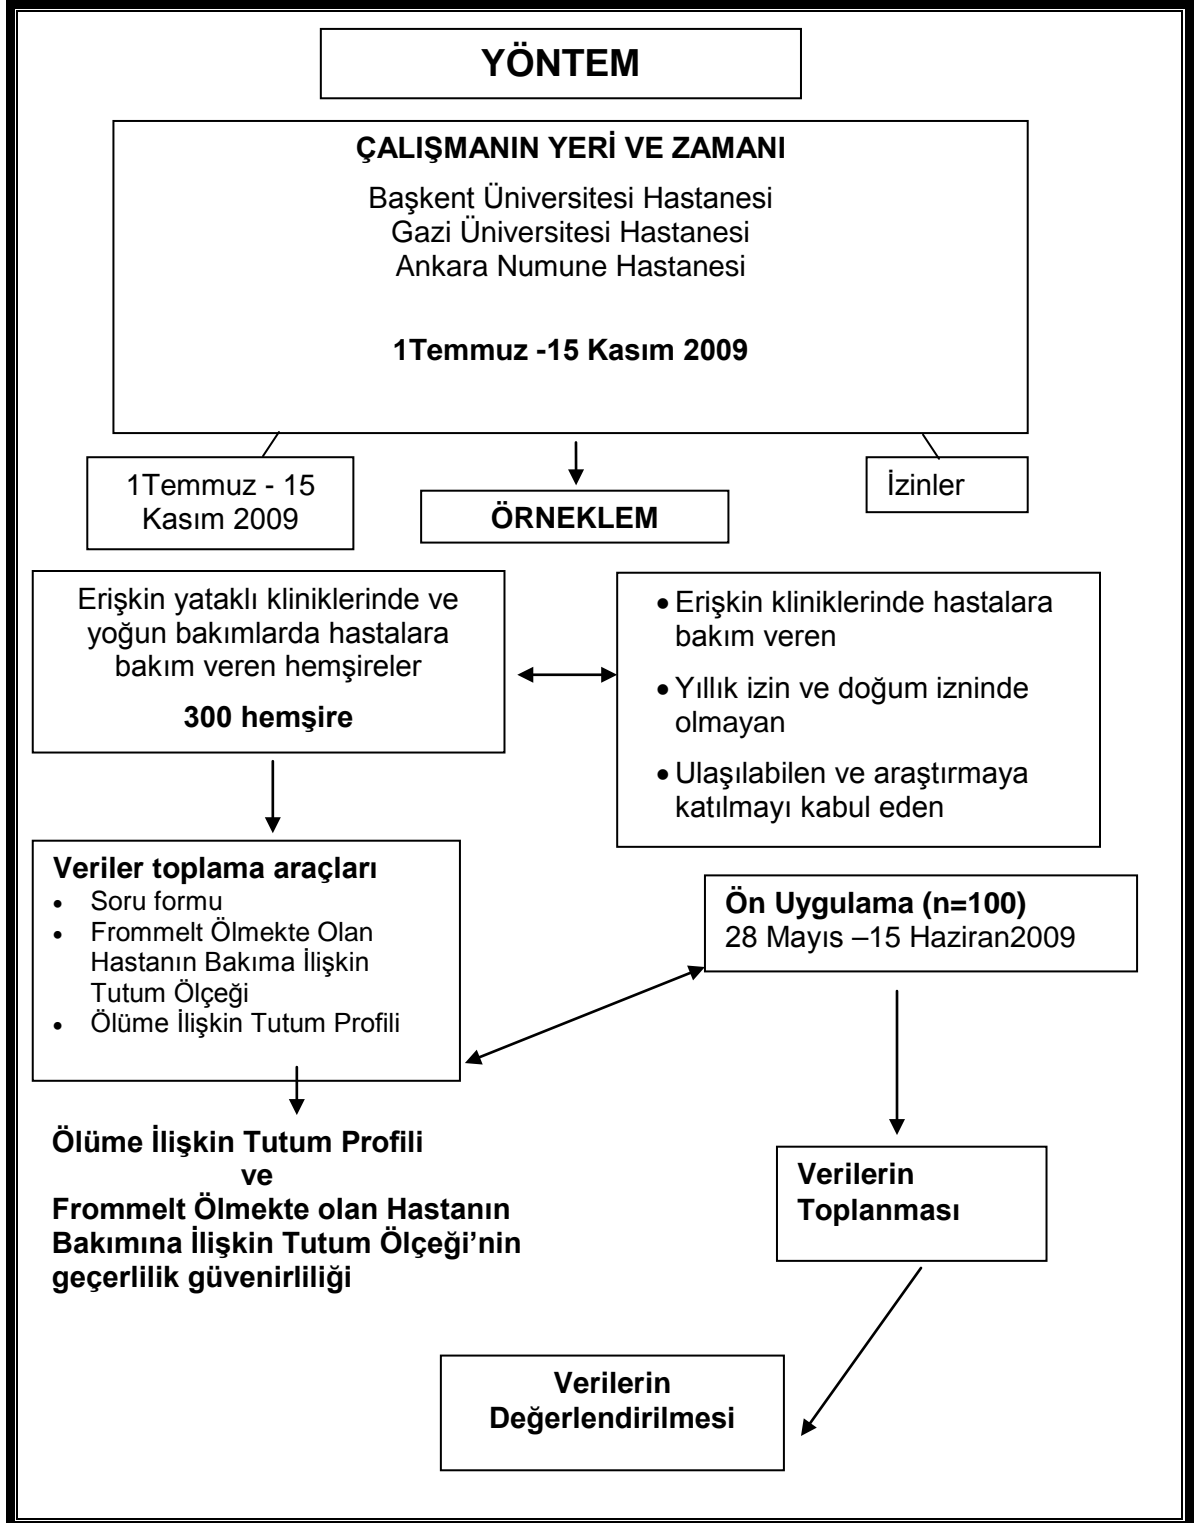 YÖNTEM
ÇALIŞMANIN YERİ VE ZAMANI
Başkent Üniversitesi Hastanesi
Gazi Üniversitesi Hastanesi
Ankara Numune Hastanesi
1Temmuz -15 Kasım 2009
1Temmuz - 15
Kasım 2009
ÖRNEKLEM
İzinler
Erişkin yataklı kliniklerinde ve
yoğun bakımlarda hastalara
bakım veren hemşireler
300 hemşire
• Erişkin kliniklerinde hastalara
bakım veren
• Yıllık izin ve doğum izninde
olmayan
• Ulaşılabilen ve araştırmaya
katılmayı kabul eden
Veriler toplama araçları
• Soru formu
• Frommelt Ölmekte Olan
Hastanın Bakıma İlişkin
Tutum Ölçeği
• Ölüme İlişkin Tutum Profili
Ön Uygulama (n=100)
28 Mayıs –15 Haziran2009
Ölüme İlişkin Tutum Profili
ve
Frommelt Ölmekte olan Hastanın
Bakımına İlişkin Tutum Ölçeği’nin
geçerlilik güvenirliliği
Verilerin
Toplanması
Verilerin
Değerlendirilmesi